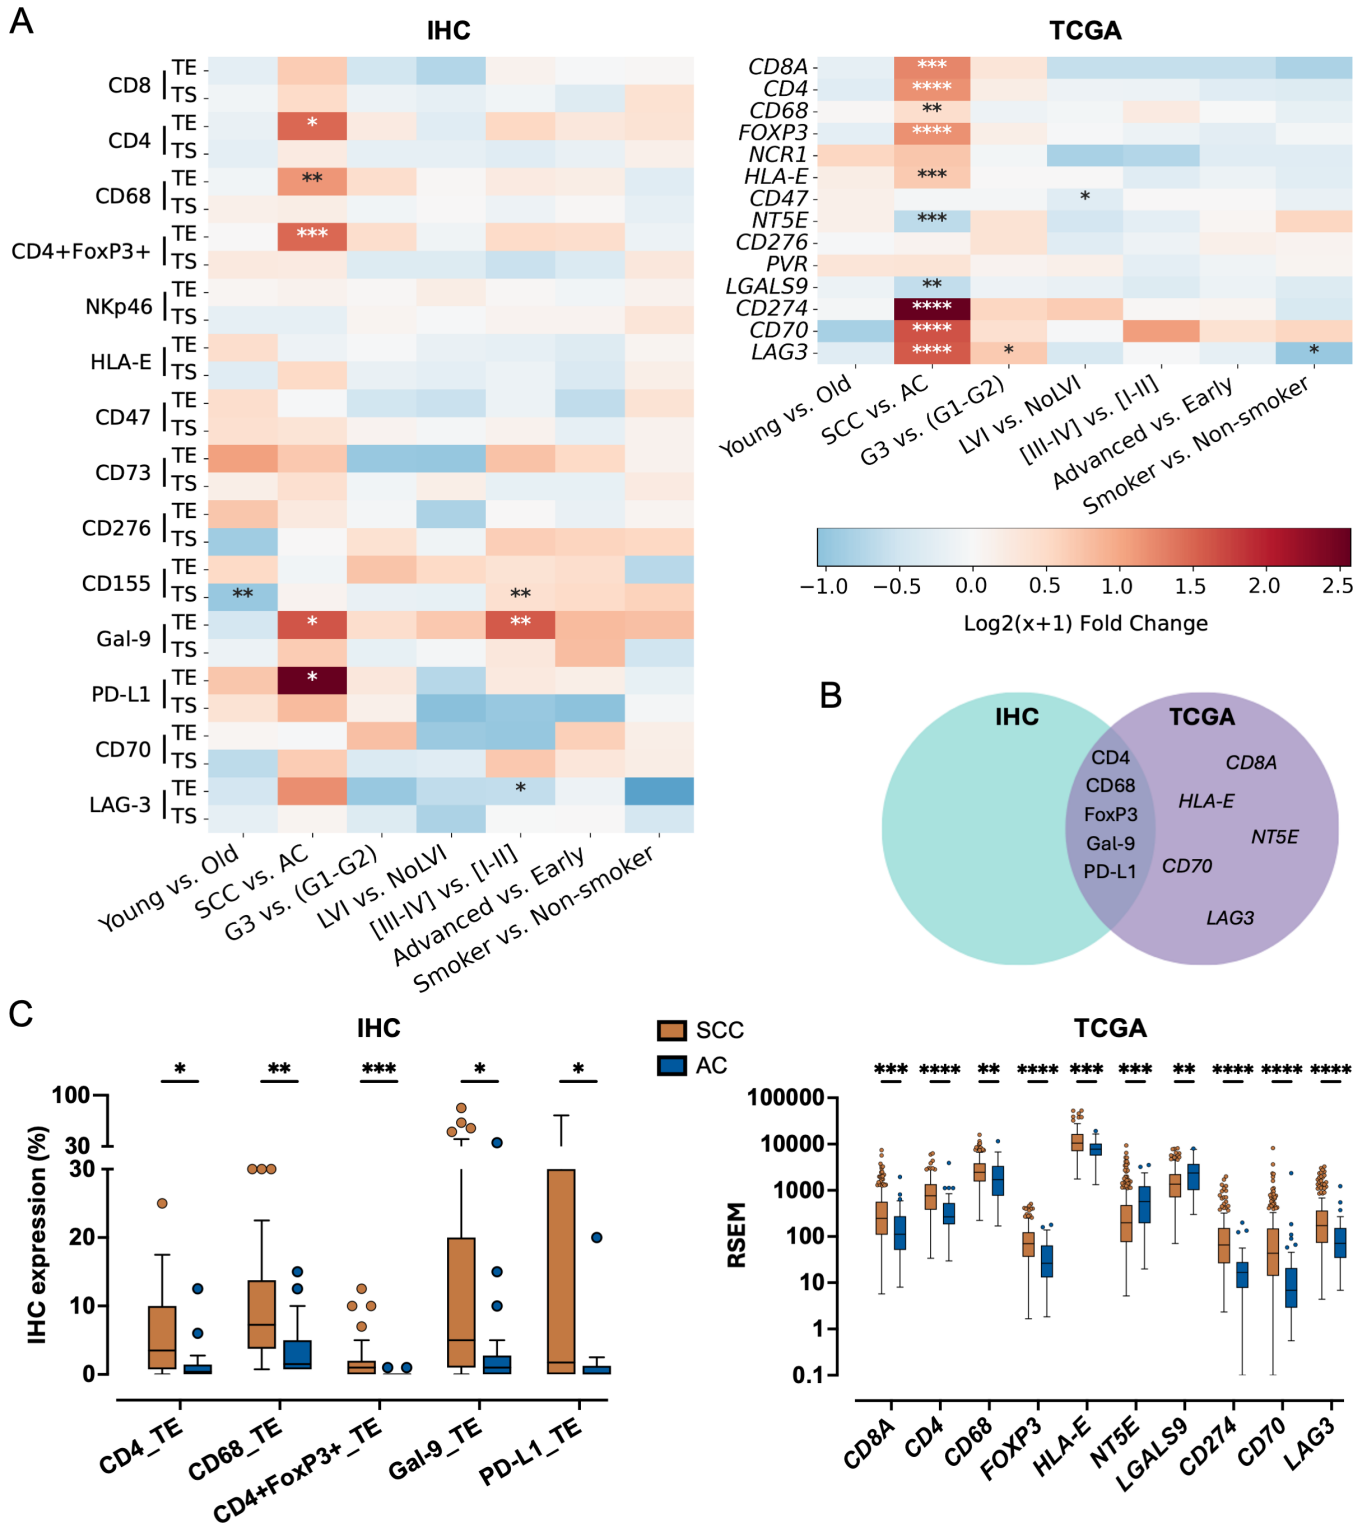 A
IHC
TCGA
CD8
TE
TS
CD4
TE *
TS
CD68
TE **
TS
CD4+FoxP3+
TE ***
TS
NKp46
TE
TS
HLA-E
TE
TS
CD47
TE
TS
CD73
TE
TS
CD276
TE
TS
CD155
TE
TS ** **
Gal-9
TE * **
TS
PD-L1
TE *
TS
CD70
TE
TS
LAG-3
TE *
TS
Young vs. Old
SCC vs. AC
G3 vs. (G1-G2)
LVI vs. NoLVI
[III-IV] vs. [I-II]
Advanced vs. Early
Smoker vs. Non-smoker
CD8A ***
CD4 ****
CD68 **
FOXP3 ****
NCR1
HLA-E ***
CD47 *
NT5E ***
CD276
PVR
LGALS9 **
CD274 ****
CD70 ****
LAG3 **** * *
Young vs. Old
SCC vs. AC
G3 vs. (G1-G2)
LVI vs. NoLVI
[III-IV] vs. [I-II]
Advanced vs. Early
Smoker vs. Non-smoker
−1.0 −0.5 0.0 0.5 1.0 1.5 2.0 2.5
Log2(x+1) Fold Change
B
IHC
TCGA
CD4
CD68
FoxP3
Gal-9
PD-L1
CD8A
HLA-E
NT5E
CD70
LAG3
C
IHC
SCC
AC
TCGA
* ** *** * *
IHC expression (%)
100
30
30
20
10
0
CD4_TE
CD68_TE
CD4+FoxP3+_TE
Gal-9_TE
PD-L1_TE
*** **** ** **** *** *** ** **** **** ****
RSEM
100000
10000
1000
100
10
1
0.1
CD8A
CD4
CD68
FOXP3
HLA-E
NT5E
LGALS9
CD274
CD70
LAG3